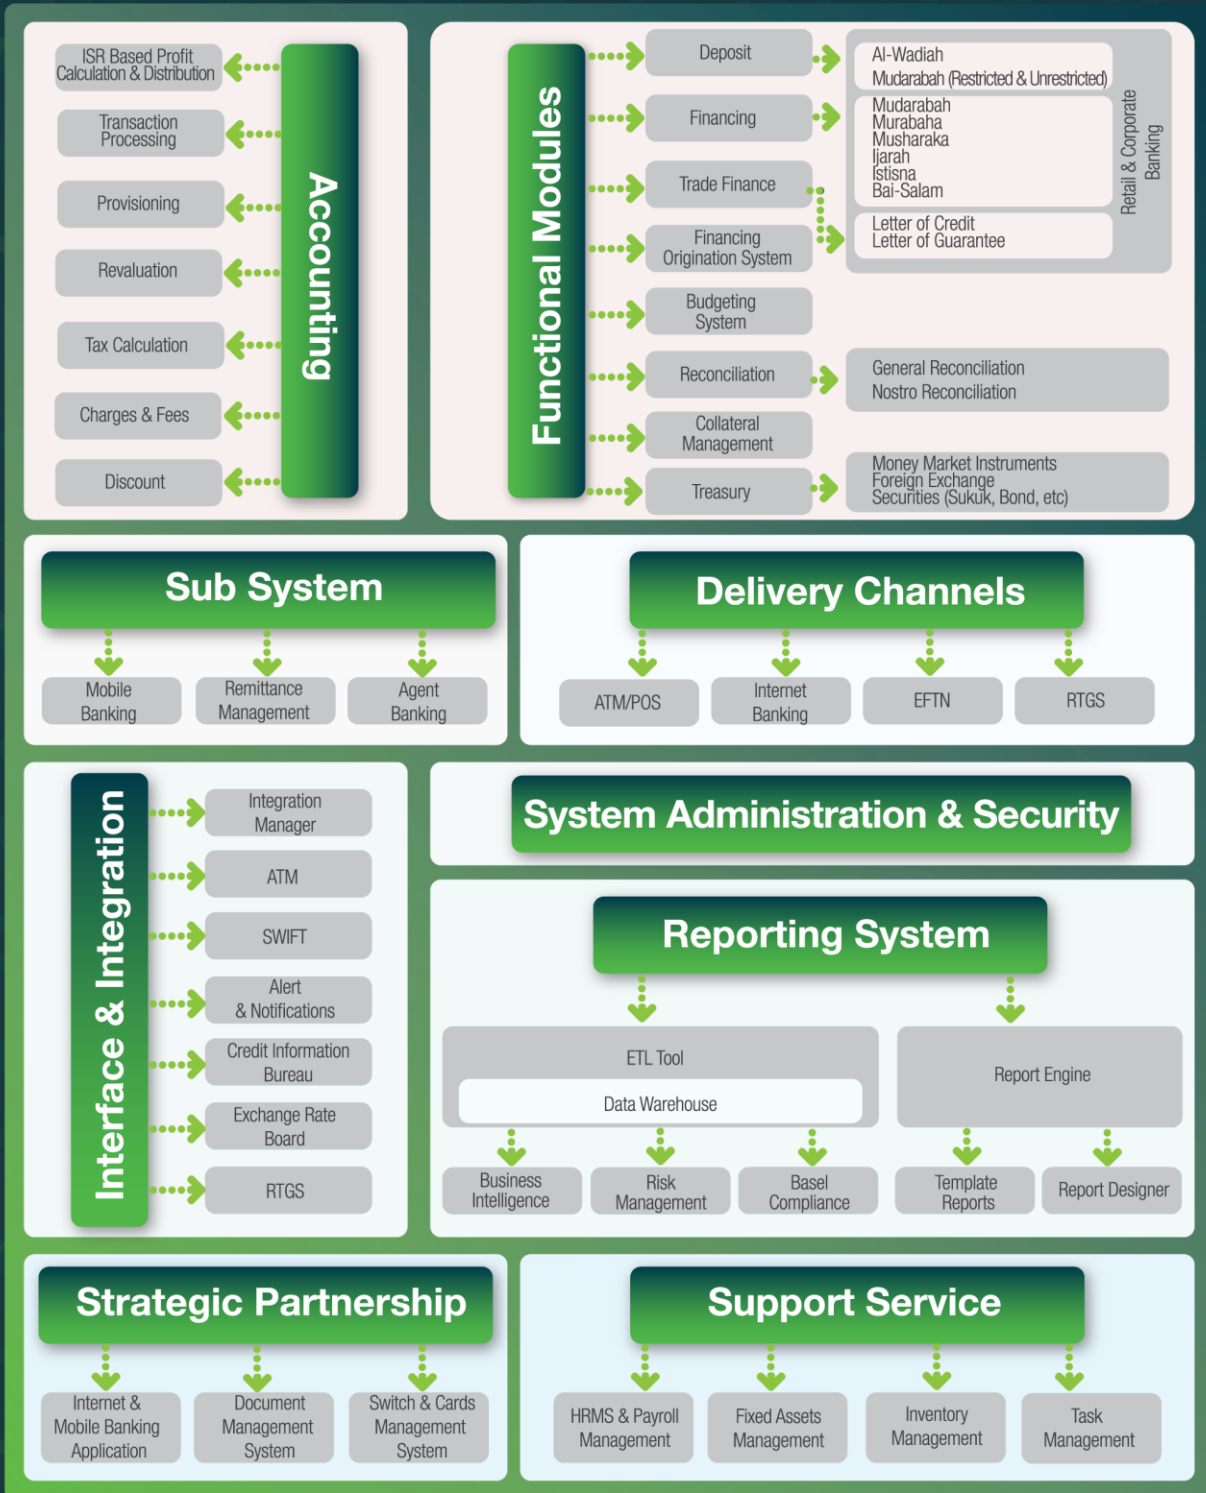 Accounting
ISR Based Profit
Calculation & Distribution
Transaction
Processing
Provisioning
Revaluation
Tax Calculation
Charges & Fees
Discount
Functional Modules
Deposit
Al-Wadiah
Mudarabah (Restricted & Unrestricted)
Financing
Mudarabah
Murabaha
Musharaka
Ijarah
Istisna
Bai-Salam
Trade Finance
Letter of Credit
Letter of Guarantee
Retail & Corporate
Banking
Financing
Origination System
Budgeting
System
Reconciliation
General Reconciliation
Nostro Reconciliation
Collateral
Management
Treasury
Money Market Instruments
Foreign Exchange
Securities (Sukuk, Bond, etc)
Sub System
Mobile
Banking
Remittance
Management
Agent
Banking
Delivery Channels
ATM/POS
Internet
Banking
EFTN
RTGS
Interface & Integration
Integration
Manager
ATM
SWIFT
Alert
& Notifications
Credit Information
Bureau
Exchange Rate
Board
RTGS
System Administration & Security
Reporting System
ETL Tool
Data Warehouse
Report Engine
Business
Intelligence
Risk
Management
Basel
Compliance
Template
Reports
Report Designer
Strategic Partnership
Internet &
Mobile Banking
Application
Document
Management
System
Switch & Cards
Management
System
Support Service
HRMS & Payroll
Management
Fixed Assets
Management
Inventory
Management
Task
Management